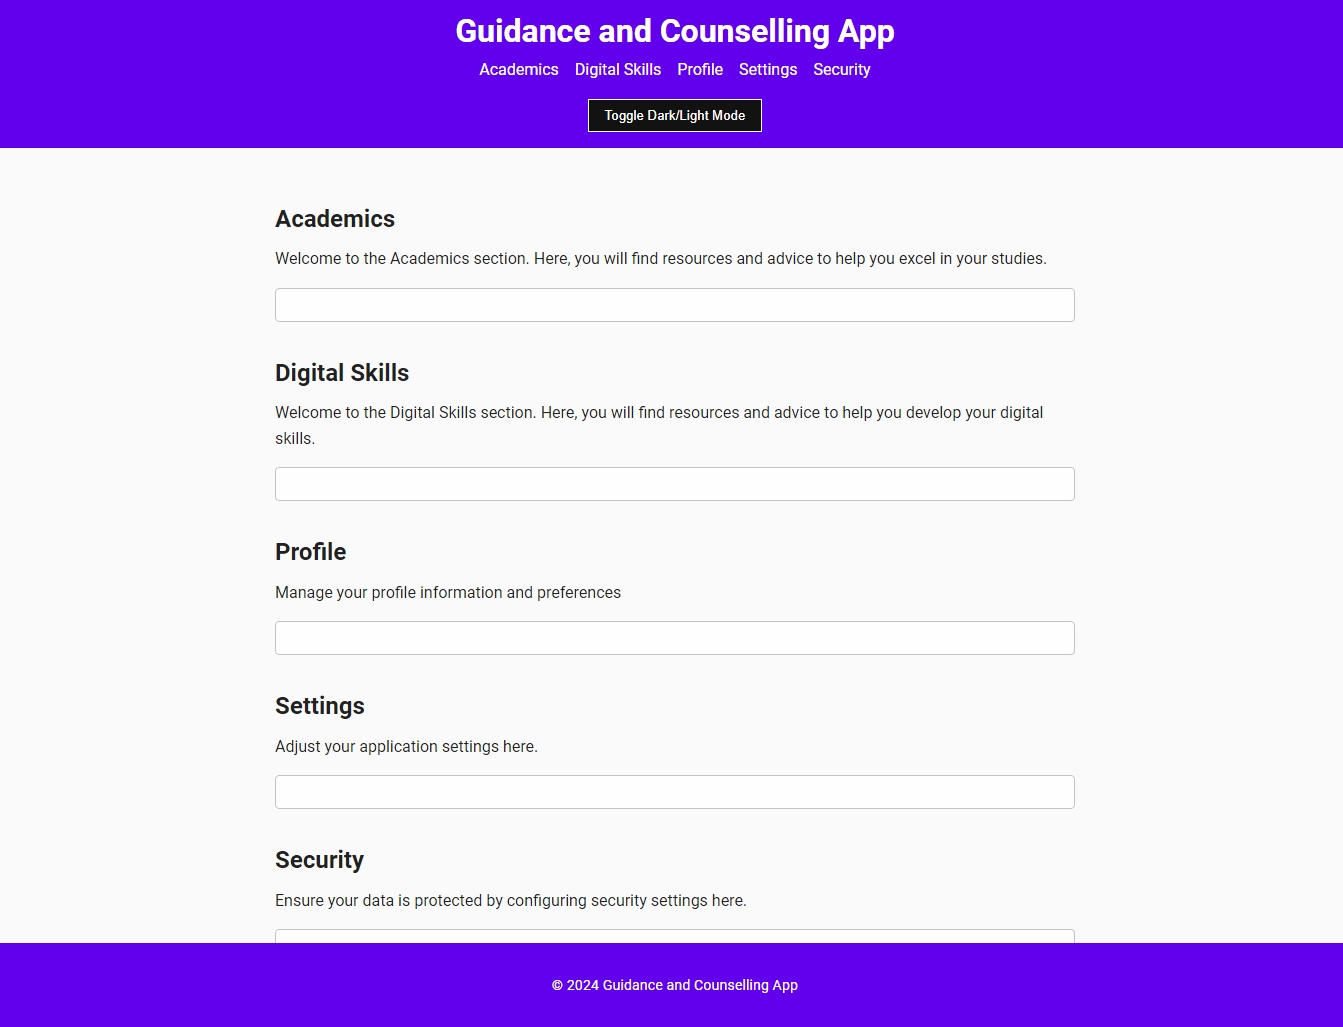 Guidance and Counselling App
Academics Digital Skills Profile Settings Security
Toggle Dark/Light Mode
Academics
Welcome to the Academics section. Here, you will find resources and advice to help you excel in your studies.
Digital Skills
Welcome to the Digital Skills section. Here, you will find resources and advice to help you develop your digital
skills.
Profile
Manage your profile information and preferences
Settings
Adjust your application settings here.
Security
Ensure your data is protected by configuring security settings here.
© 2024 Guidance and Counselling App